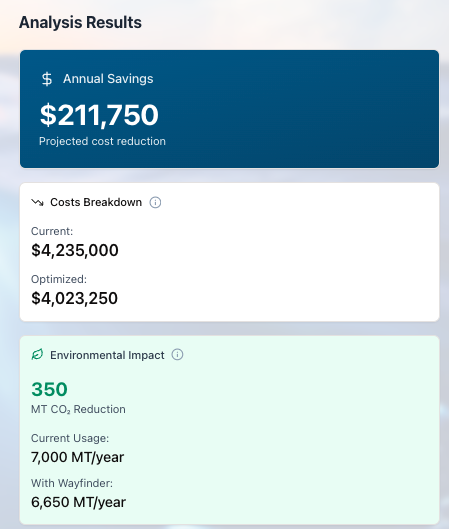 Analysis Results
Annual Savings
$211,750
Projected cost reduction
Costs Breakdown
Current:
$4,235,000
Optimized:
$4,023,250
Environmental Impact
350
MT CO₂ Reduction
Current Usage:
7,000 MT/year
With Wayfinder:
6,650 MT/year